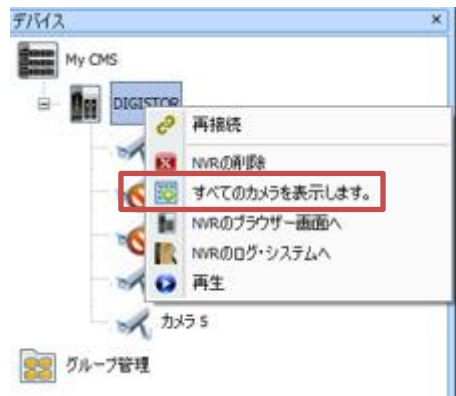 デバイス
My CMS
DIGISTOR
再接続
NVRの削除
すべてのカメラを表示します。
NVRのブラウザー画面へ
NVRのログ・システムへ
再生
カメラ 5
グループ管理